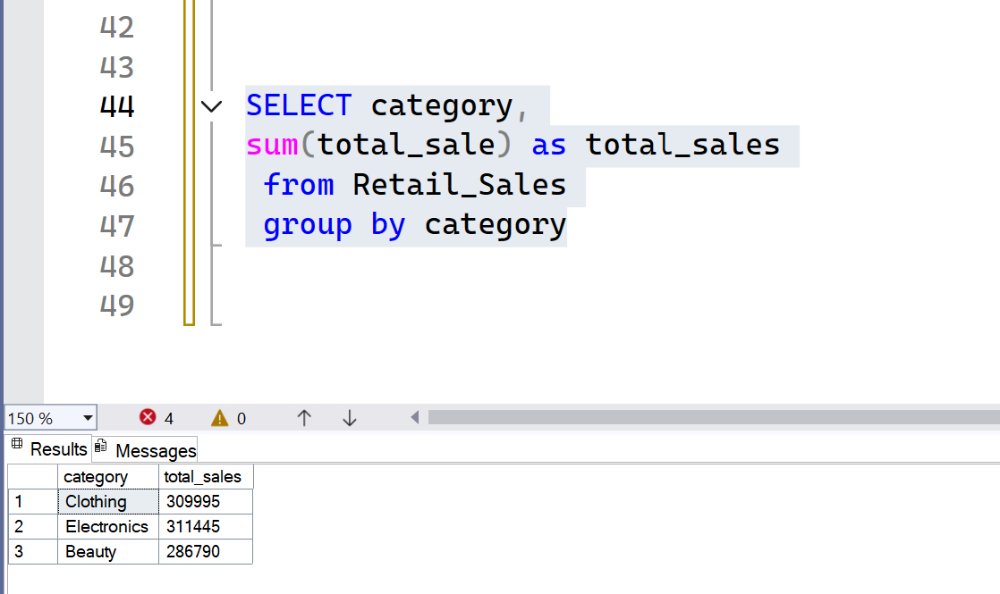 42
43
44 SELECT category,
45 sum(total_sale) as total_sales
46 from Retail_Sales
47 group by category
48
49
150 % 4 0
Results Messages
category total_sales
1 Clothing 309995
2 Electronics 311445
3 Beauty 286790